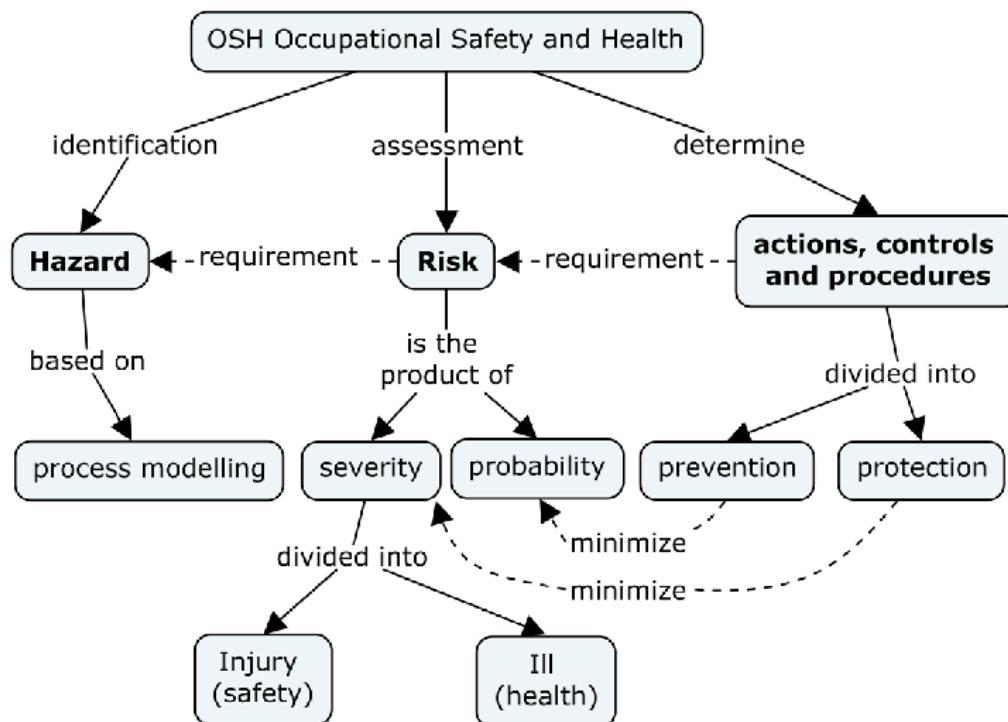 OSH Occupational Safety and Health
identification
assessment
determine
Hazard
requirement
Risk
requirement
actions, controls
and procedures
based on
is the
product of
divided into
process modelling
severity
probability
prevention
protection
minimize
divided into
minimize
Injury
(safety)
Ill
(health)